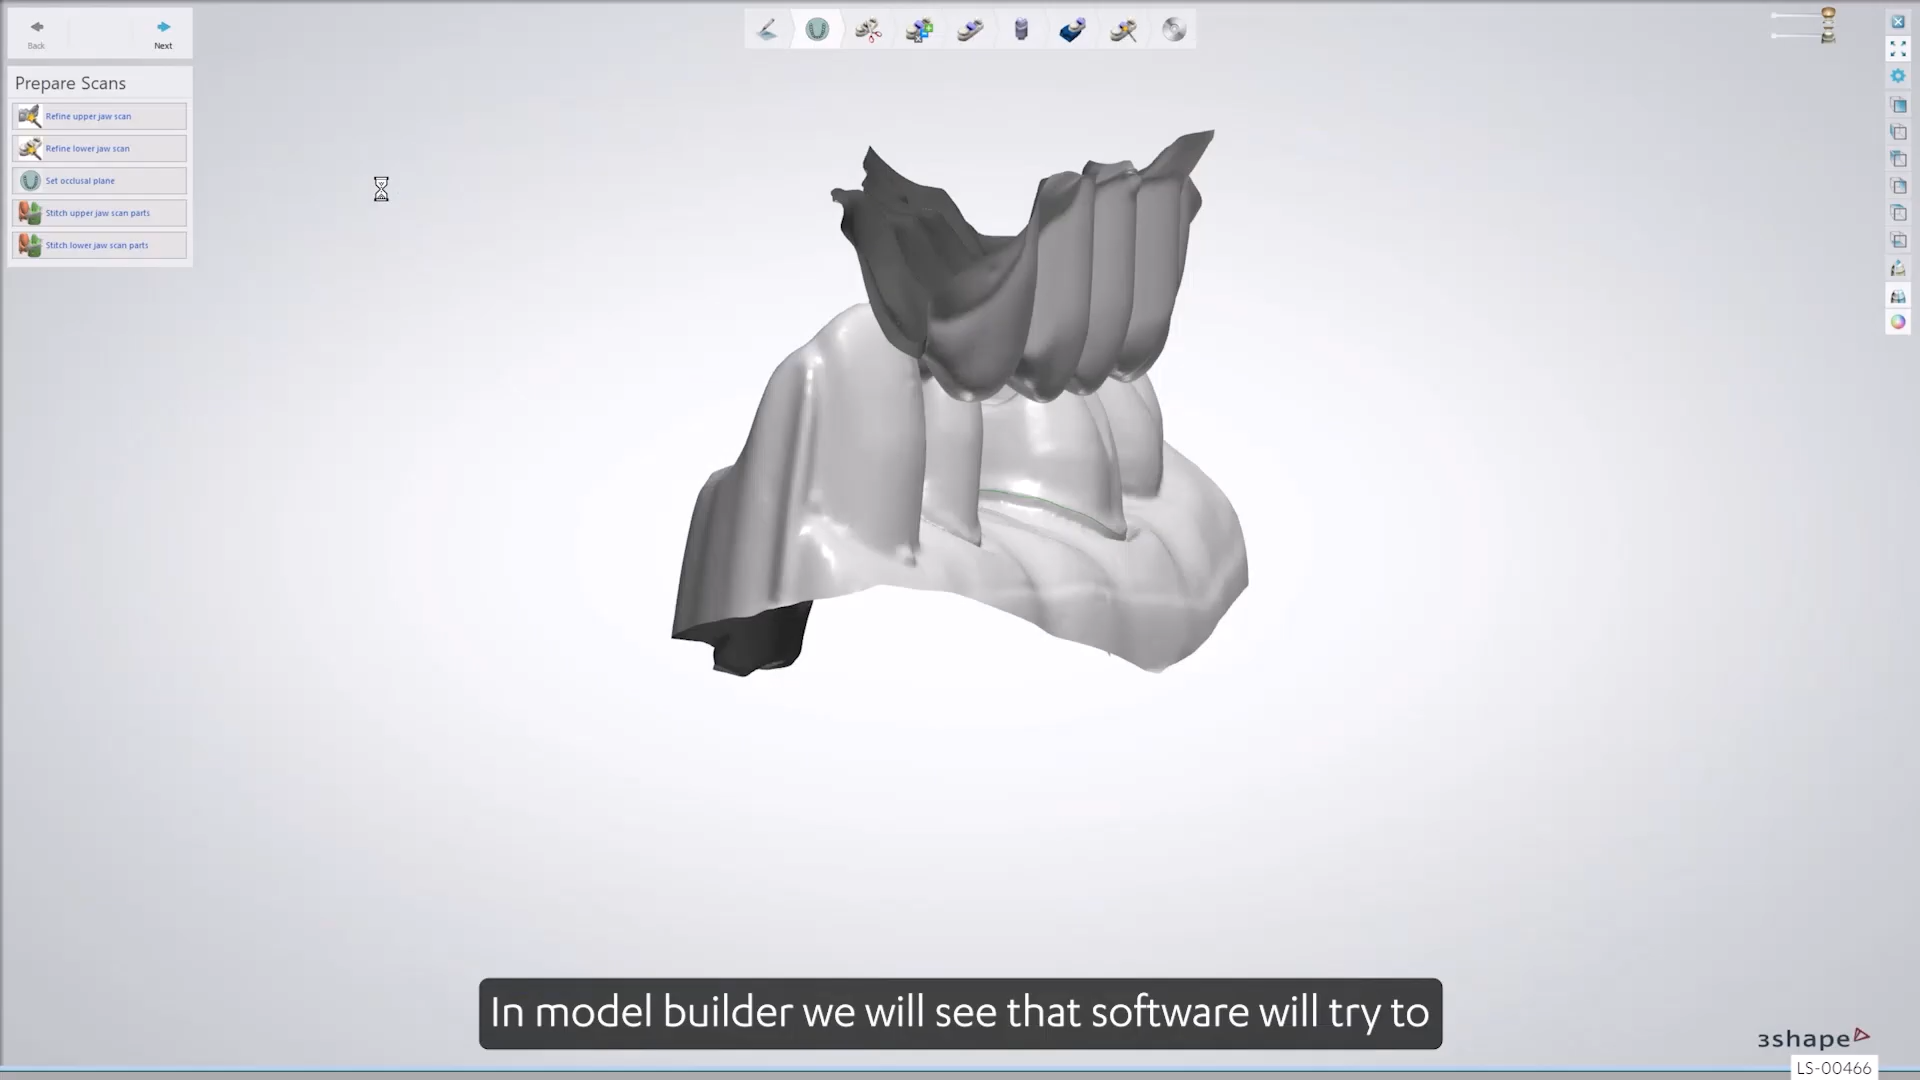 Back
Next
Prepare Scans
Refine upper jaw scan
Refine lower jaw scan
Set occlusal plane
Stitch upper jaw scan parts
Stitch lower jaw scan parts
In model builder we will see that software will try to
3shape
LS-00466